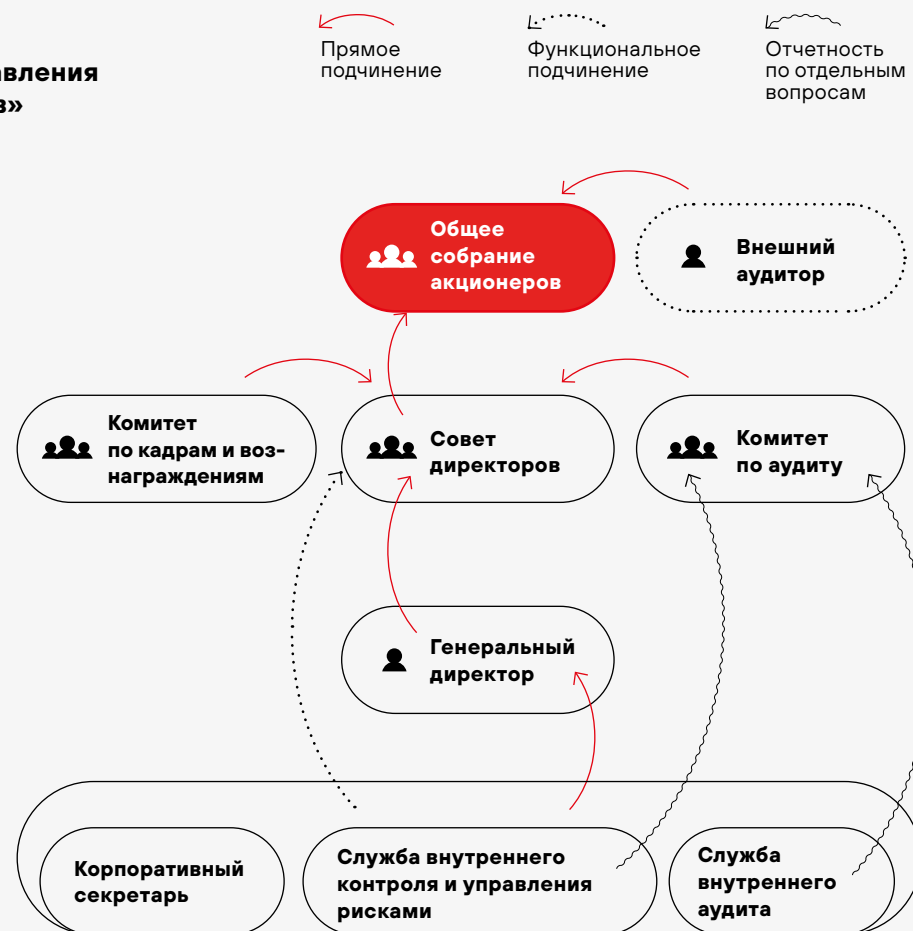 авления
в»
Прямое
подчинение
Функциональное
подчинение
Отчетность
по отдельным
вопросам
Общее
собрание
акционеров
Внешний
аудитор
Комитет
по кадрам и воз-
награждениям
Совет
директоров
Комитет
по аудиту
Генеральный
директор
Корпоративный
секретарь
Служба внутреннего
контроля и управления
рисками
Служба
внутреннего
аудита